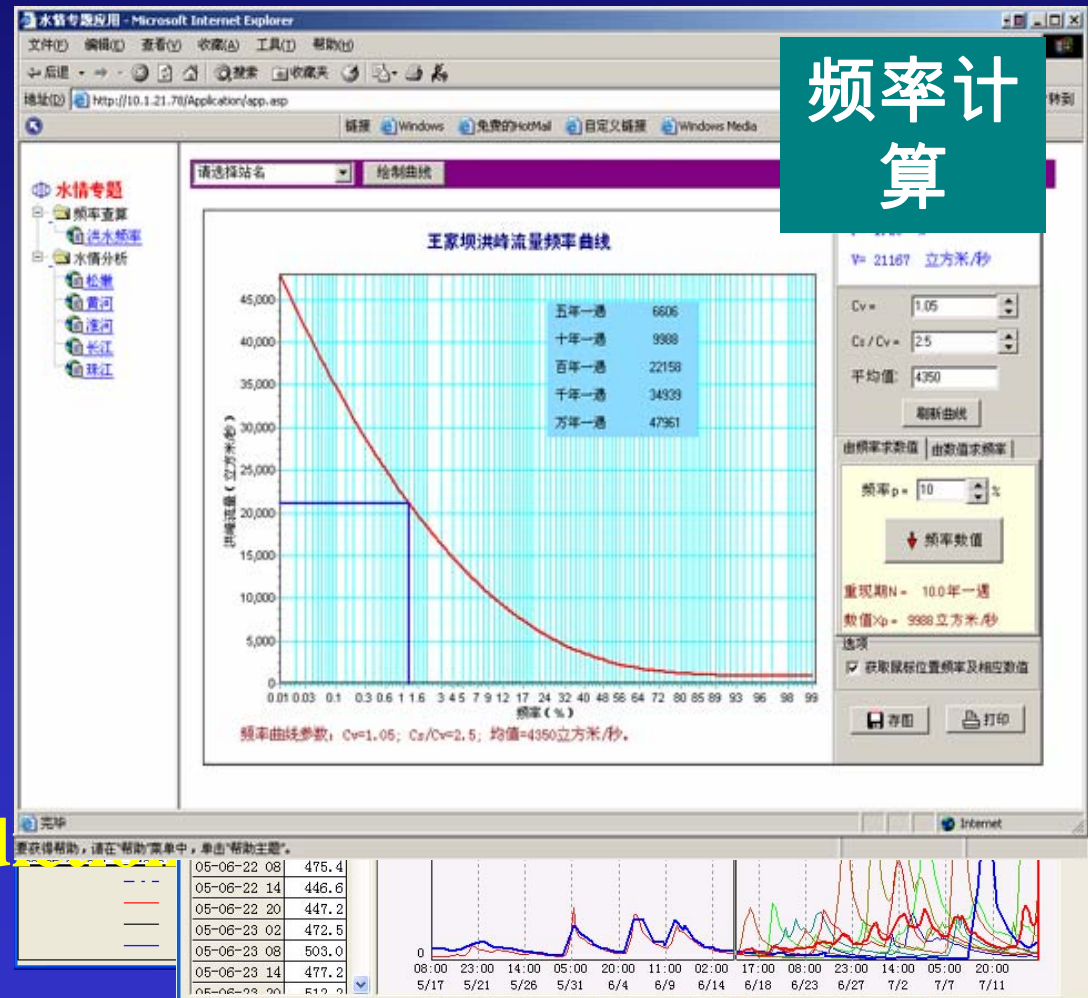 水情专题应用 - Microsoft Internet Explorer
文件(F) 编辑(E) 查看(V) 收藏(A) 工具(T) 帮助(H)
后退 搜索 收藏夹
地址(D) http://10.1.21.78/Application/app.asp 转到
链接 Windows 免费的HotMail 自定义链接 Windows Media
频率计
算
请选择站名 绘制曲线
水情专题
频率查算
洪水频率
水情分析
松嫩
黄河
淮河
长江
珠江
王家坝洪峰流量频率曲线
五年一遇 6606
十年一遇 9988
百年一遇 22158
千年一遇 34939
万年一遇 47961
洪峰流量(立方米/秒)
45,000
40,000
35,000
30,000
25,000
20,000
15,000
10,000
5,000
0
0.01 0.03 0.1 0.3 0.6 1 1.6 3 4 5 7 9 12 17 24 32 40 48 56 64 72 80 85 89 93 96 98 99
频率(%)
频率曲线参数: Cv=1.05; Cs/Cv=2.5; 均值=4350立方米/秒。
V= 21167 立方米/秒
Cv= 1.05
Cs/Cv= 2.5
平均值: 4350
刷新曲线
由频率求数值 由数值求频率
频率p= 10 %
频率数值
重现期N= 10.0年一遇
数值Xp= 9988立方米/秒
选项
获取鼠标位置频率及相应数值
存图 打印
完毕 Internet
要获得帮助，请在“帮助”菜单中，单击“帮助主题”。
05-06-22 08 475.4
05-06-22 14 446.6
05-06-22 20 447.2
05-06-23 02 472.5
05-06-23 08 503.0
05-06-23 14 477.2
05-06-23 20 512.2
0
08:00 23:00 14:00 05:00 20:00 11:00 02:00 17:00 08:00 23:00 14:00 05:00 20:00
5/17 5/21 5/26 5/31 6/4 6/9 6/14 6/18 6/23 6/27 7/2 7/7 7/11